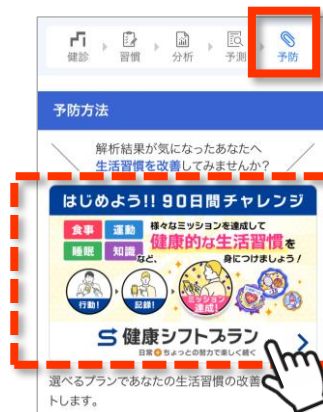 健診 習慣 分析 予測 予防
予防方法
解析結果が気になったあなたへ
生活習慣を改善してみませんか？
はじめよう!! 90日間チャレンジ
食事 運動
睡眠 知識 など、
様々なミッションを達成して
健康的な生活習慣を
身につけましょう！
行動! 記録! ミッション達成!
健康シフトプラン
日常⊕ちょっとの努力で楽しく続く
選べるプランであなたの生活習慣の改善
トします。